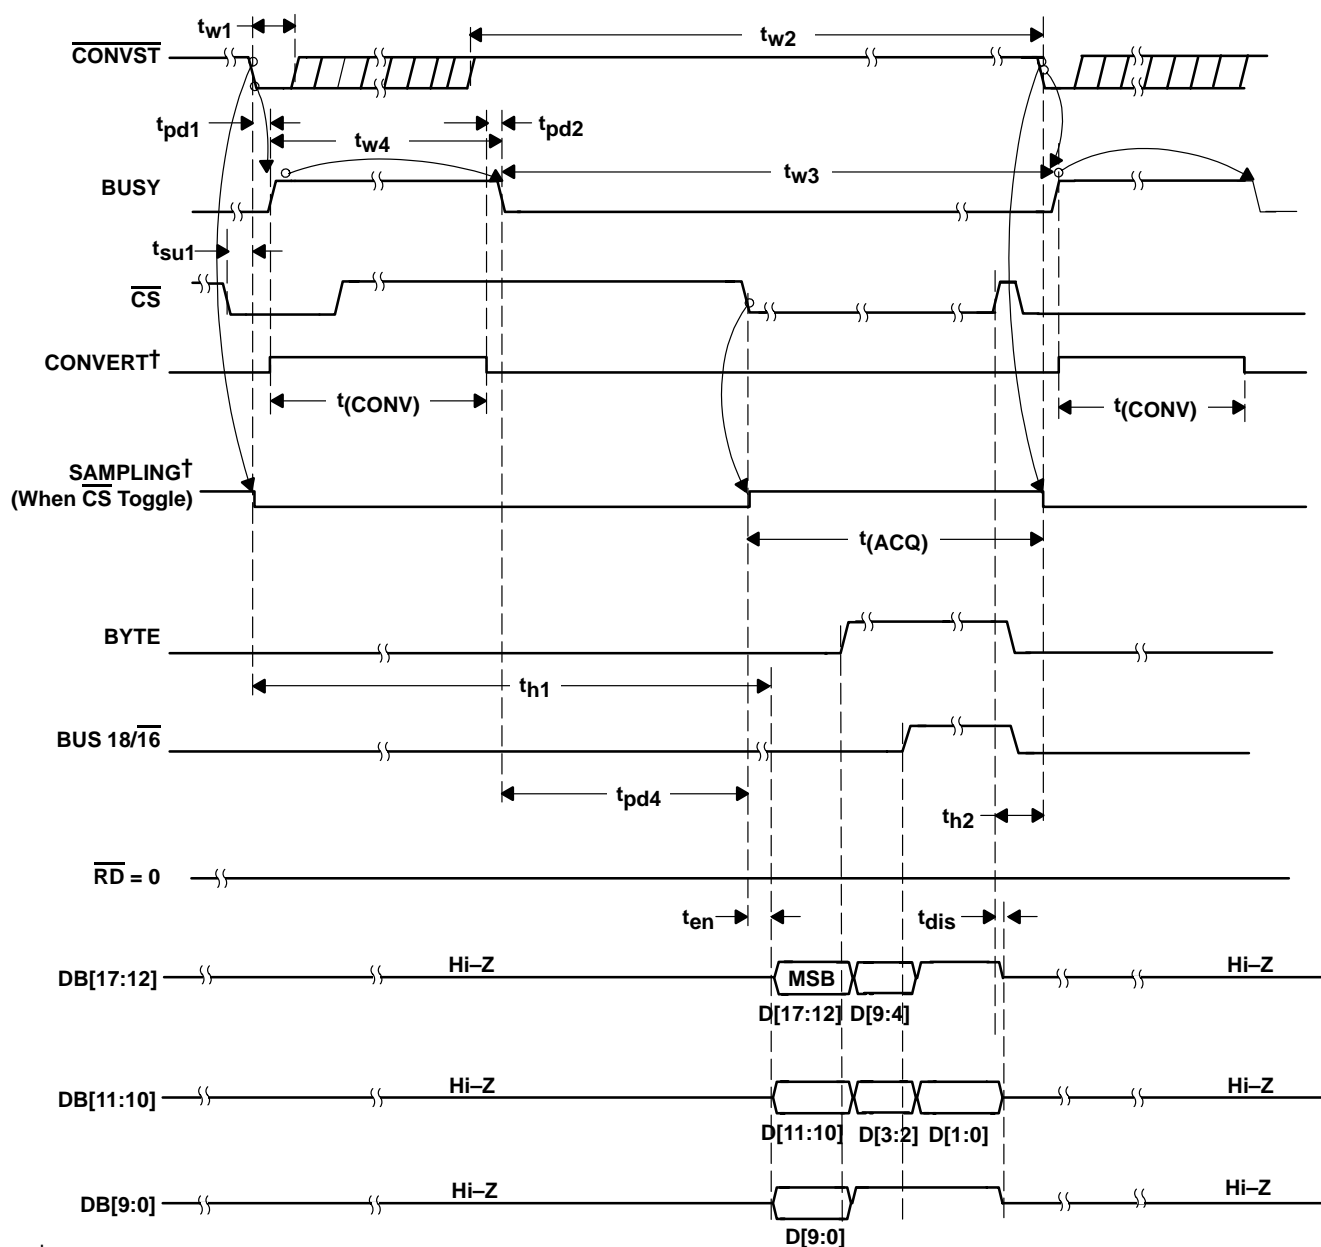 tw1
CONVST
tw2
tpd1
tw4
tpd2
BUSY
tw3
tsu1
CS
CONVERT†
t(CONV)
t(CONV)
SAMPLING†
(When CS Toggle)
t(ACQ)
BYTE
th1
BUS 18/16
tpd4
th2
RD = 0
ten
tdis
DB[17:12]
Hi–Z
MSB
Hi–Z
D[17:12]
D[9:4]
DB[11:10]
Hi–Z
Hi–Z
D[11:10]
D[3:2]
D[1:0]
DB[9:0]
Hi–Z
Hi–Z
D[9:0]